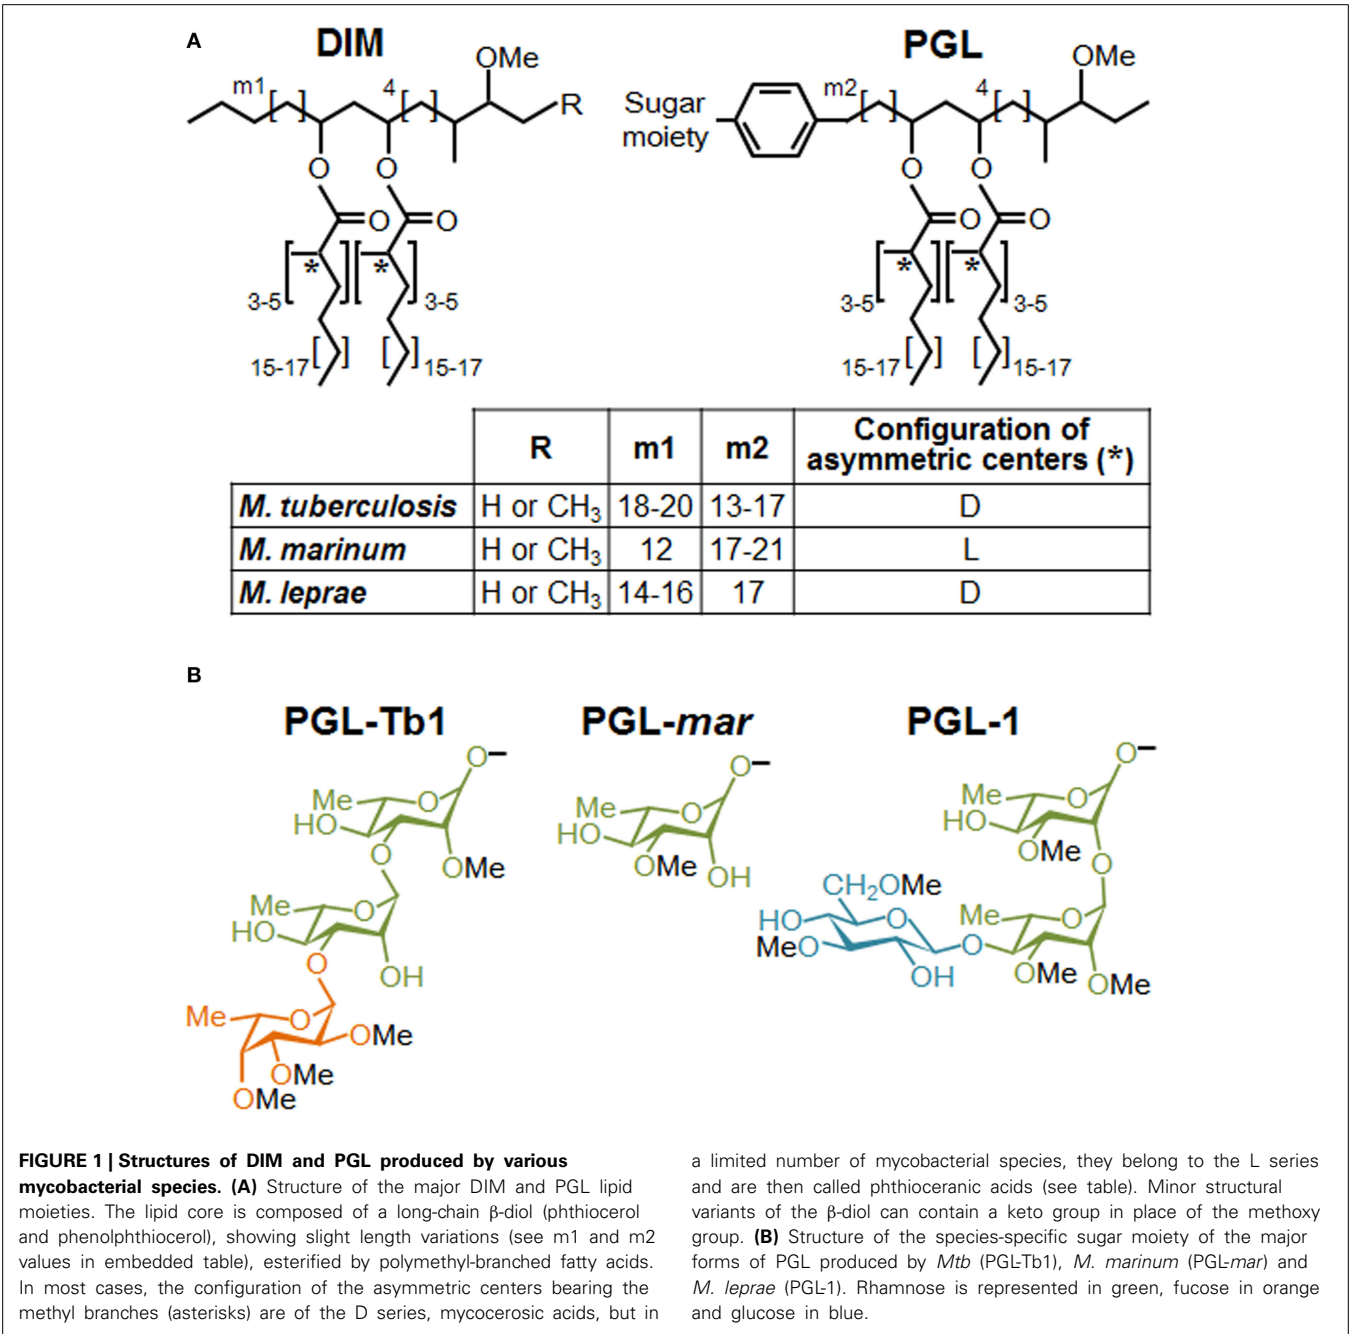 A
DIM
PGL
OMe
m1
4
R
O
O
O
O
*
*
3-5
3-5
15-17
15-17
Sugar
moiety
OMe
m2
4
O
O
O
O
*
*
3-5
3-5
15-17
15-17
R m1 m2 Configuration of
asymmetric centers (*)
M. tuberculosis H or CH₃ 18-20 13-17 D
M. marinum H or CH₃ 12 17-21 L
M. leprae H or CH₃ 14-16 17 D
B
PGL-Tb1
O
Me
O
HO
O
OMe
Me
O
HO
O
OH
Me
O
OMe
OMe
OMe
PGL-mar
O
Me
O
HO
OMe
OH
PGL-1
O
Me
O
HO
OMe
O
CH₂OMe
HO
O
MeO
OH
O
Me
O
OMe
OMe
FIGURE 1 | Structures of DIM and PGL produced by various
mycobacterial species. (A) Structure of the major DIM and PGL lipid
moieties. The lipid core is composed of a long-chain β-diol (phthiocerol
and phenolphthiocerol), showing slight length variations (see m1 and m2
values in embedded table), esterified by polymethyl-branched fatty acids.
In most cases, the configuration of the asymmetric centers bearing the
methyl branches (asterisks) are of the D series, mycocerosic acids, but in
a limited number of mycobacterial species, they belong to the L series
and are then called phthioceranic acids (see table). Minor structural
variants of the β-diol can contain a keto group in place of the methoxy
group. (B) Structure of the species-specific sugar moiety of the major
forms of PGL produced by Mtb (PGL-Tb1), M. marinum (PGL-mar) and
M. leprae (PGL-1). Rhamnose is represented in green, fucose in orange
and glucose in blue.